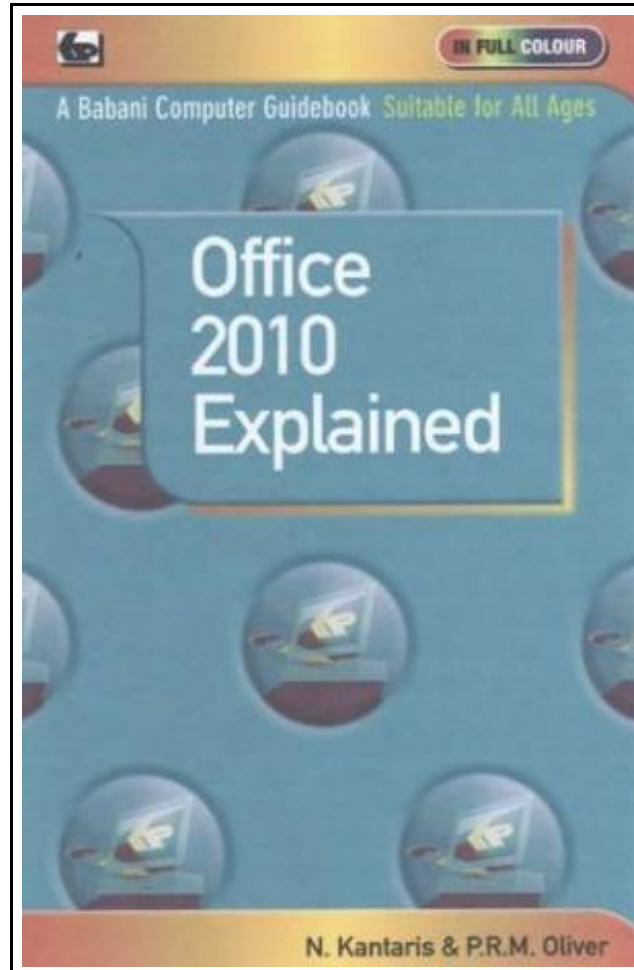 IN FULL COLOUR
A Babani Computer Guidebook Suitable for All Ages
Office
2010
Explained
N. Kantaris & P.R.M. Oliver